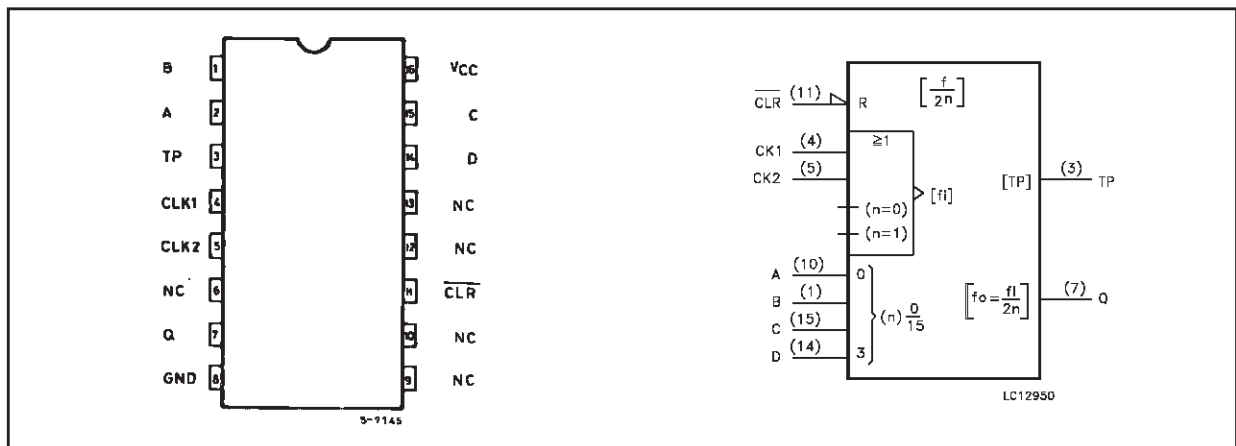 B 1
A 2
TP 3
CLK1 4
CLK2 5
NC 6
Q 7
GND 8
16 VCC
15 C
14 D
13 NC
12 NC
11 CLR
10 NC
9 NC
S-7145
[f/2n]
CLR (11) R
≥1
CK1 (4)
CK2 (5)
[fI]
(n=0)
(n=1)
[TP] (3) TP
A (10) 0
B (1)
C (15)
D (14) 3
(n) 0/15
[fo=fI/2n] (7) Q
LC12950